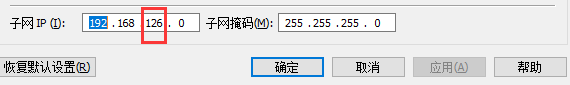 子网 IP (I): 192 . 168 . 126 . 0 子网掩码(M): 255 . 255 . 255 . 0
恢复默认设置(R) 确定 取消 应用(A) 帮助